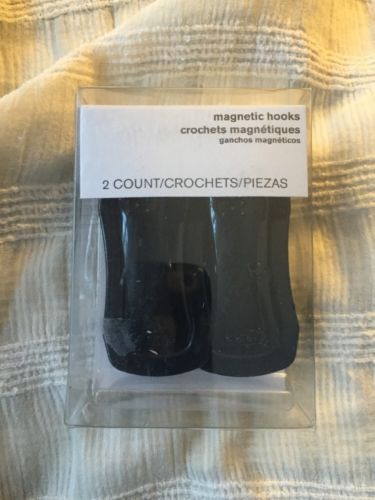 magnetic hooks
crochets magnétiques
ganchos magnéticos
2 COUNT/CROCHETS/PIEZAS